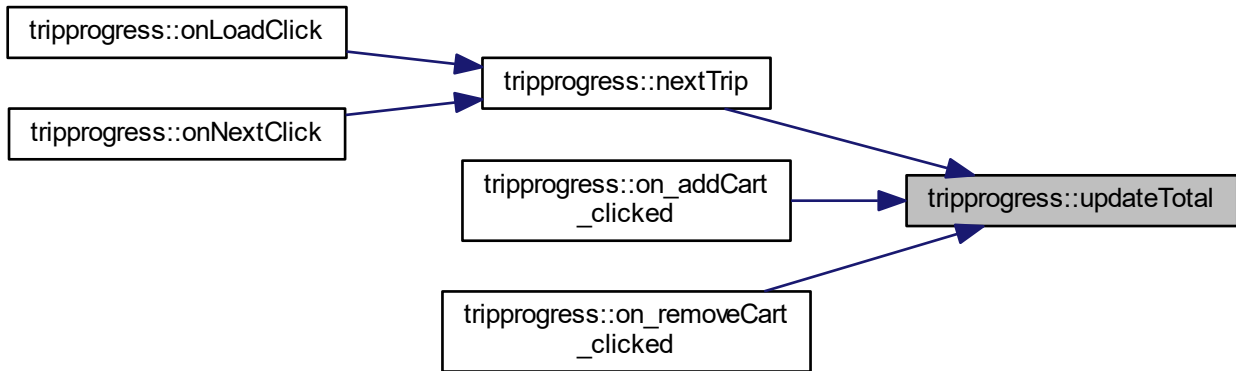 tripprogress::onLoadClick
tripprogress::onNextClick
tripprogress::nextTrip
tripprogress::on_addCart
_clicked
tripprogress::on_removeCart
_clicked
tripprogress::updateTotal